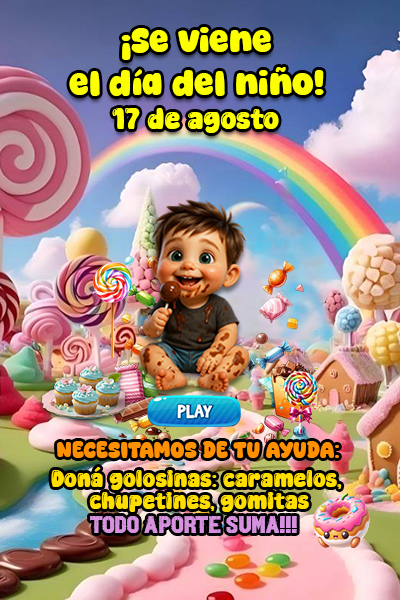 ¡Se viene
el día del niño!
17 de agosto
PLAY
NECESITAMOS DE TU AYUDA:
Doná golosinas: caramelos,
chupetines, gomitas
TODO APORTE SUMA!!!